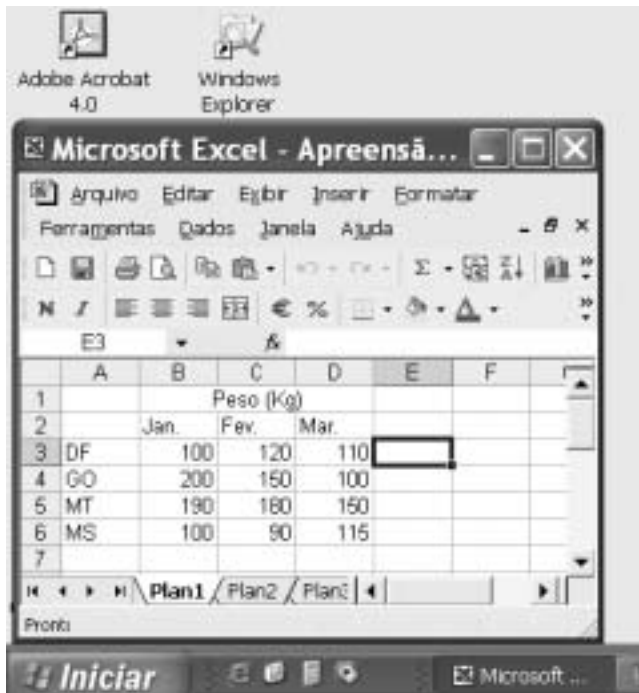 Adobe Acrobat 4.0
Windows Explorer
Microsoft Excel - Apreensã...
Arquivo Editar Exibir Inserir Formatar
Ferramentas Dados Janela Ajuda
N I € %
E3 fx
A B C D E F
1 Peso (Kg)
2 Jan. Fev. Mar.
3 DF 100 120 110
4 GO 200 150 100
5 MT 190 180 150
6 MS 100 90 115
7
Plan1 Plan2 Plan3
Pronto
Iniciar Microsoft ...